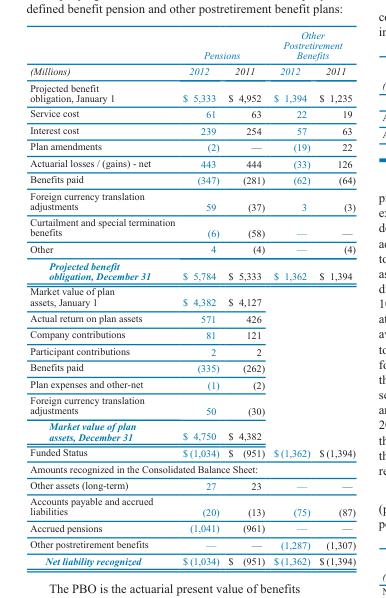 defined benefit pension and other postretirement benefit plans:
Other
Postretirement
Pensions Benefits
(Millions) 2012 2011 2012 2011
Projected benefit
obligation, January 1 $ 5,333 $ 4,952 $ 1,394 $ 1,235
Service cost 61 63 22 19
Interest cost 239 254 57 63
Plan amendments (2) — (19) 22
Actuarial losses / (gains) - net 443 444 (33) 126
Benefits paid (347) (281) (62) (64)
Foreign currency translation
adjustments 59 (37) 3 (3)
Curtailment and special termination
benefits (6) (58) — —
Other 4 (4) — (4)
Projected benefit
obligation, December 31 $ 5,784 $ 5,333 $ 1,362 $ 1,394
Market value of plan
assets, January 1 $ 4,382 $ 4,127
Actual return on plan assets 571 426
Company contributions 81 121
Participant contributions 2 2
Benefits paid (335) (262)
Plan expenses and other-net (1) (2)
Foreign currency translation
adjustments 50 (30)
Market value of plan
assets, December 31 $ 4,750 $ 4,382
Funded Status $ (1,034) $ (951) $ (1,362) $ (1,394)
Amounts recognized in the Consolidated Balance Sheet:
Other assets (long-term) 27 23 — —
Accounts payable and accrued
liabilities (20) (13) (75) (87)
Accrued pensions (1,041) (961) — —
Other postretirement benefits — — (1,287) (1,307)
Net liability recognized $ (1,034) $ (951) $ (1,362) $ (1,394)
The PBO is the actuarial present value of benefits